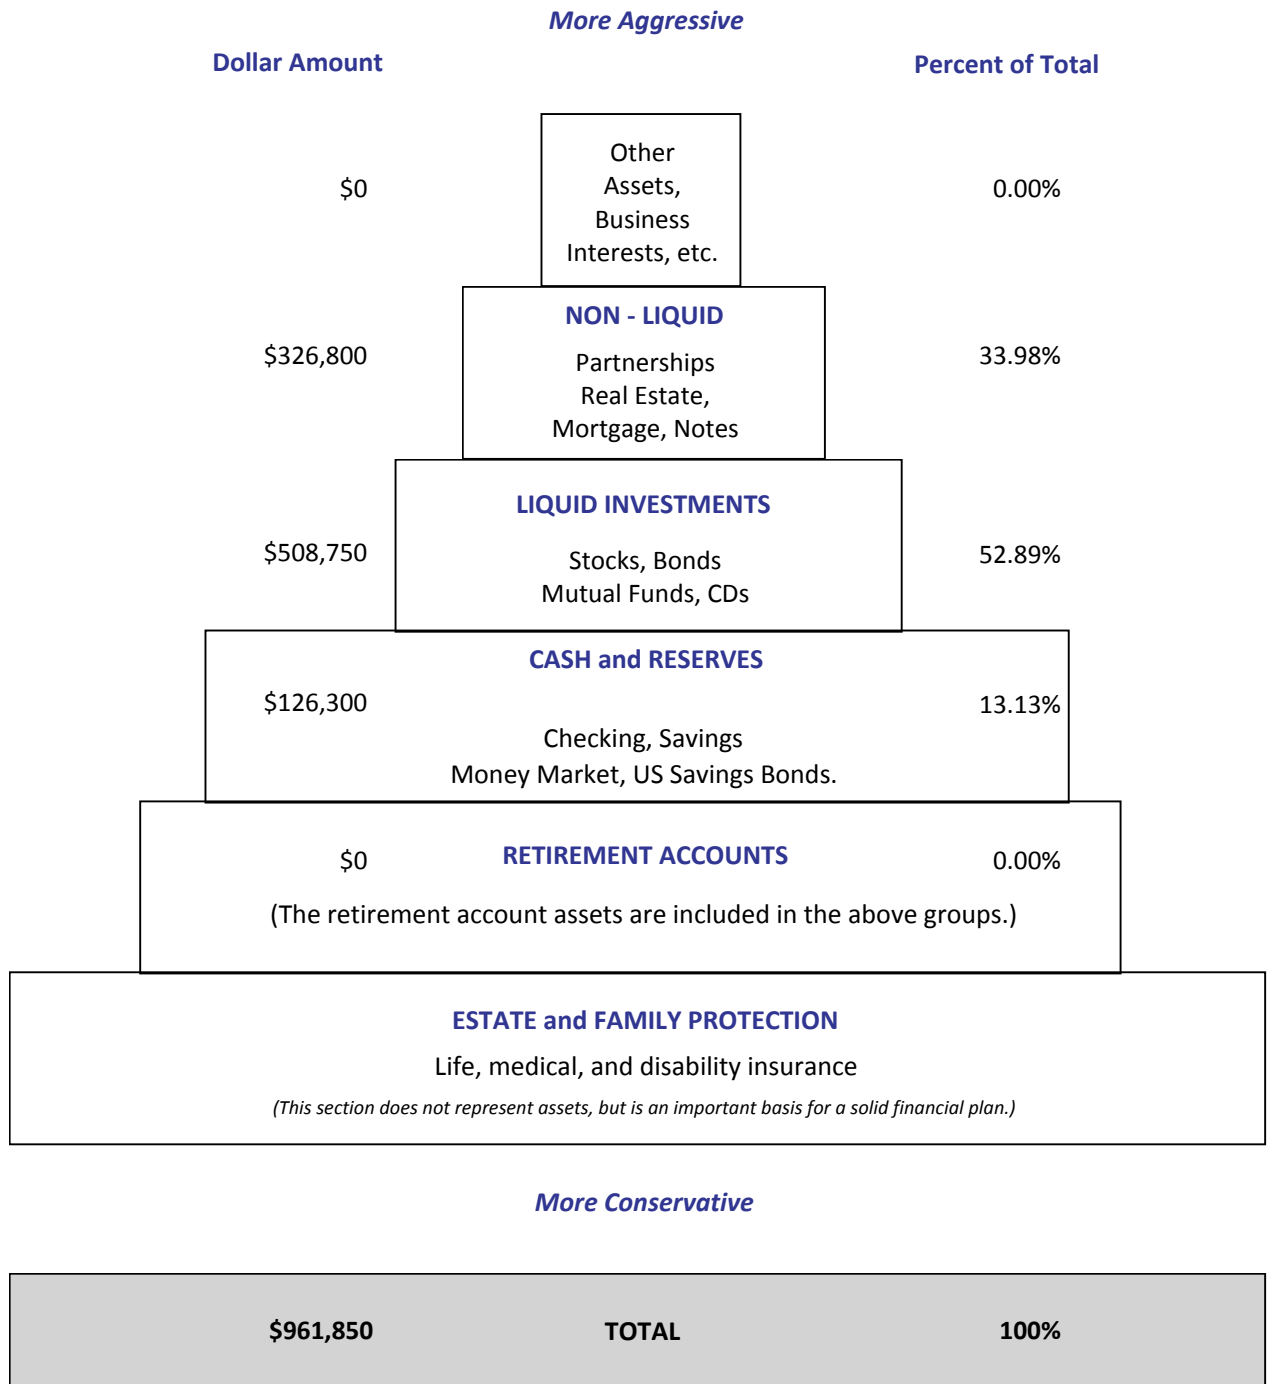 More Aggressive
Dollar Amount
Percent of Total
Other
Assets,
Business
Interests, etc.
$0
0.00%
NON - LIQUID
Partnerships
Real Estate,
Mortgage, Notes
$326,800
33.98%
LIQUID INVESTMENTS
Stocks, Bonds
Mutual Funds, CDs
$508,750
52.89%
CASH and RESERVES
$126,300
13.13%
Checking, Savings
Money Market, US Savings Bonds.
$0
RETIREMENT ACCOUNTS
0.00%
(The retirement account assets are included in the above groups.)
ESTATE and FAMILY PROTECTION
Life, medical, and disability insurance
(This section does not represent assets, but is an important basis for a solid financial plan.)
More Conservative
$961,850
TOTAL
100%